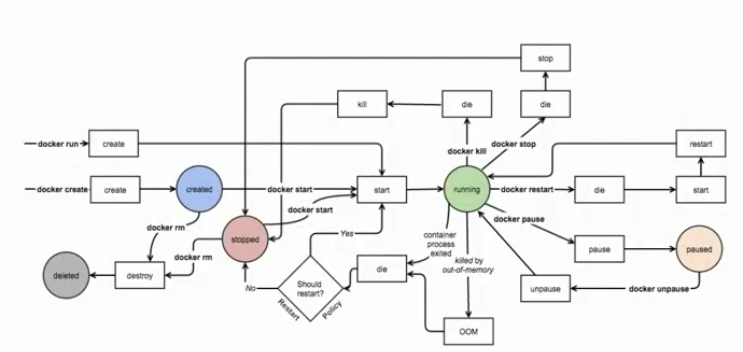 stop
kill
die
die
docker run
create
docker kill
docker stop
restart
docker create
create
created
docker start
start
running
docker restart
die
start
docker start
docker rm
stopped
docker pause
Yes
container
process
exited
pause
paused
docker rm
killed by
out-of-memory
deleted
destroy
die
Should
restart?
No
Restart
Policy
unpause
docker unpause
OOM